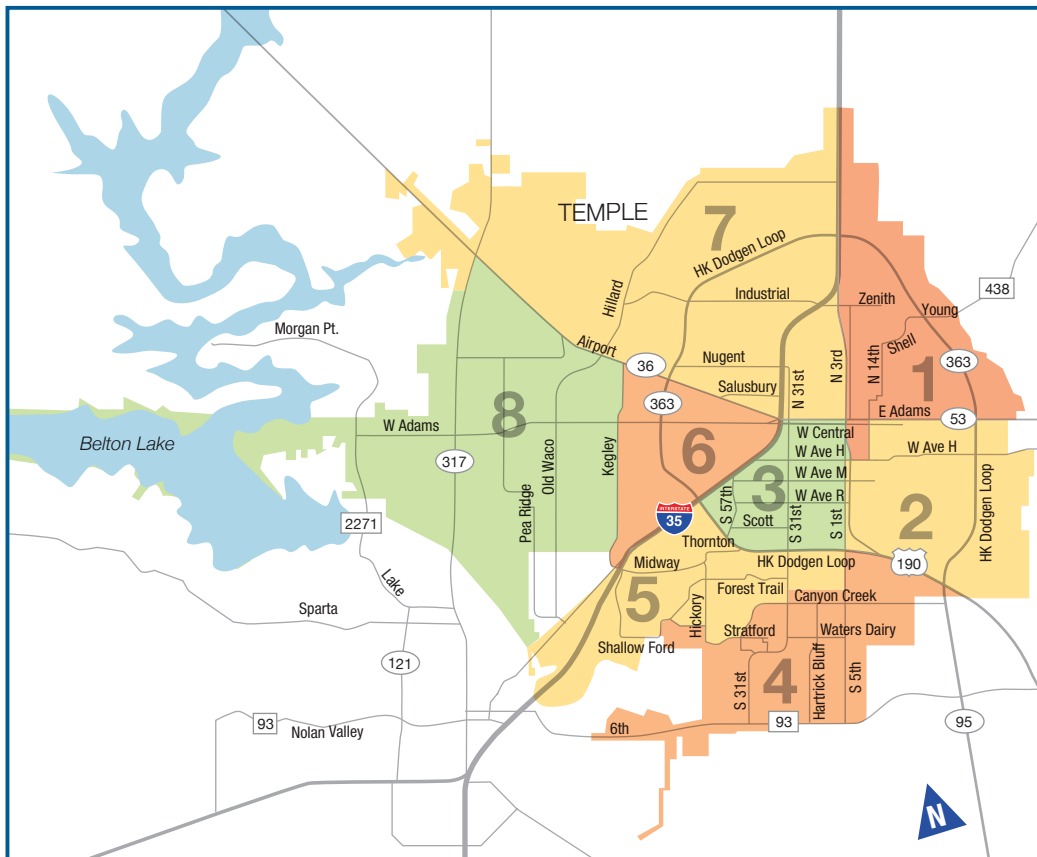 TEMPLE
7
HK Dodgen Loop
438
Hillard
Industrial
Zenith
Young
Morgan Pt.
Airport
N 3rd
N 14th
Shell
36
Nugent
363
1
Salusbury
N 31st
363
E Adams
53
8
W Adams
6
W Central
Belton Lake
317
Old Waco
Kegley
W Ave H
W Ave H
3
W Ave M
S 57th
W Ave R
2
HK Dodgen Loop
2271
Pea Ridge
INTERSTATE
35
Scott
S 31st
S 1st
Thornton
Midway
HK Dodgen Loop
190
Lake
5
Forest Trail
Canyon Creek
Sparta
Hickory
Stratford
Waters Dairy
Shallow Ford
121
S 31st
4
Hartrick Bluff
S 5th
93
Nolan Valley
6th
93
95
N